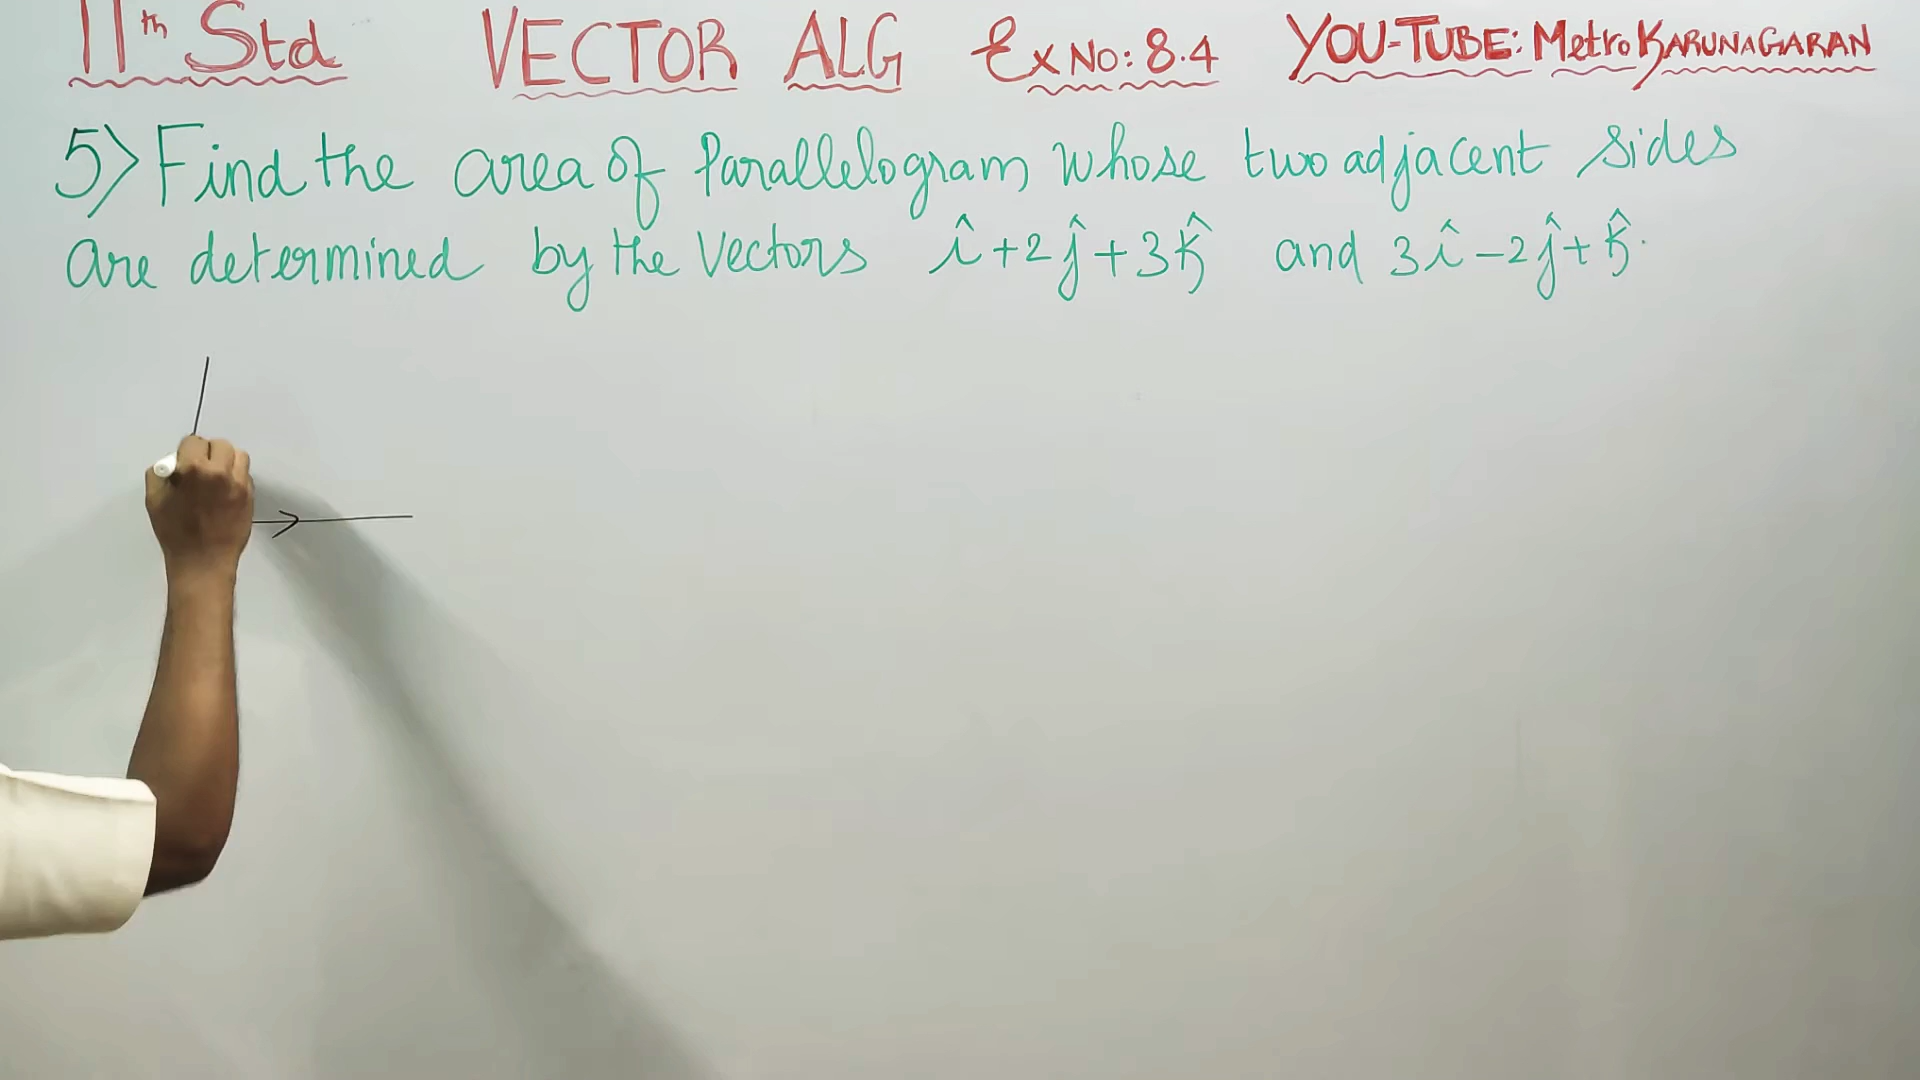 11th Std VECTOR ALG Ex No: 8.4 YOU-TUBE: Metro KARUNAGARAN
5) Find the area of Parallelogram whose two adjacent sides
are determined by the Vectors î+2ĵ+3k̂ and 3î-2ĵ+k̂.